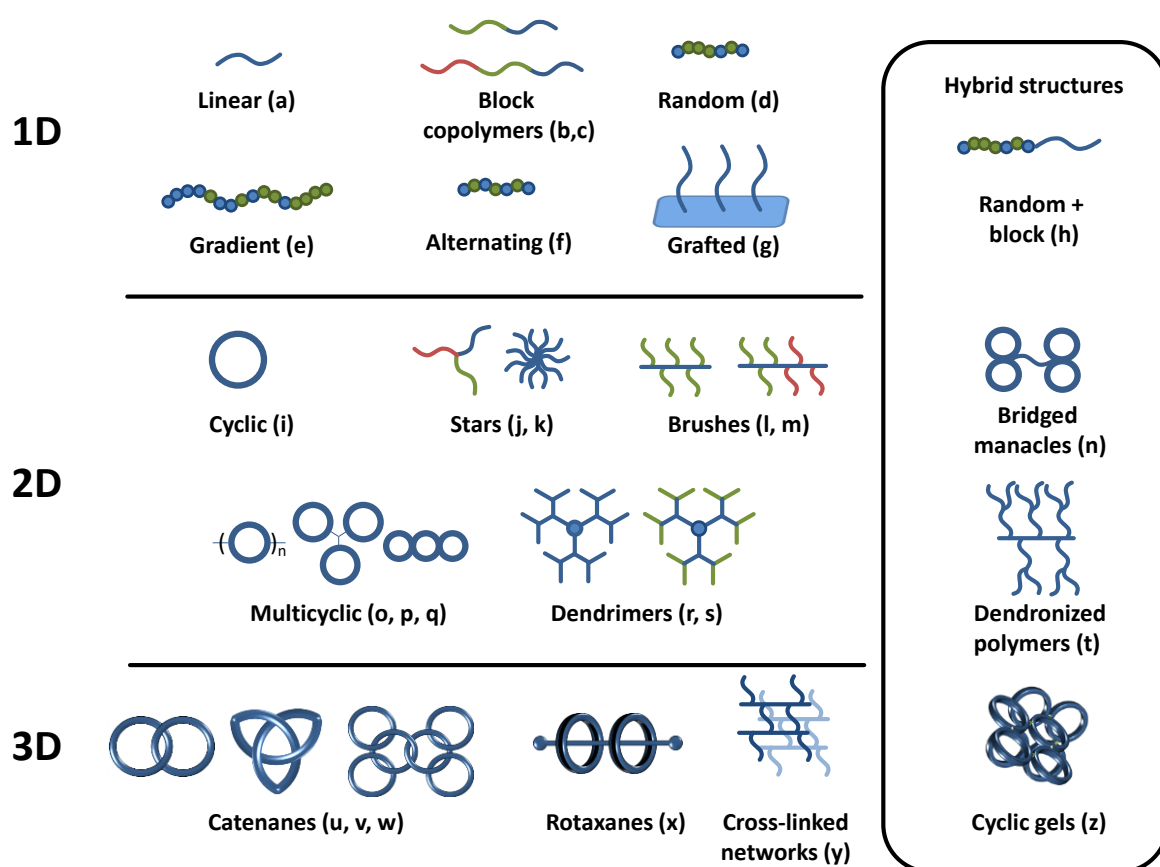 1D
Linear (a)
Block
copolymers (b,c)
Random (d)
Gradient (e)
Alternating (f)
Grafted (g)
Hybrid structures
Random +
block (h)
2D
Cyclic (i)
Stars (j, k)
Brushes (l, m)
Bridged
manacles (n)
( )n
Multicyclic (o, p, q)
Dendrimers (r, s)
Dendronized
polymers (t)
3D
Catenanes (u, v, w)
Rotaxanes (x)
Cross-linked
networks (y)
Cyclic gels (z)